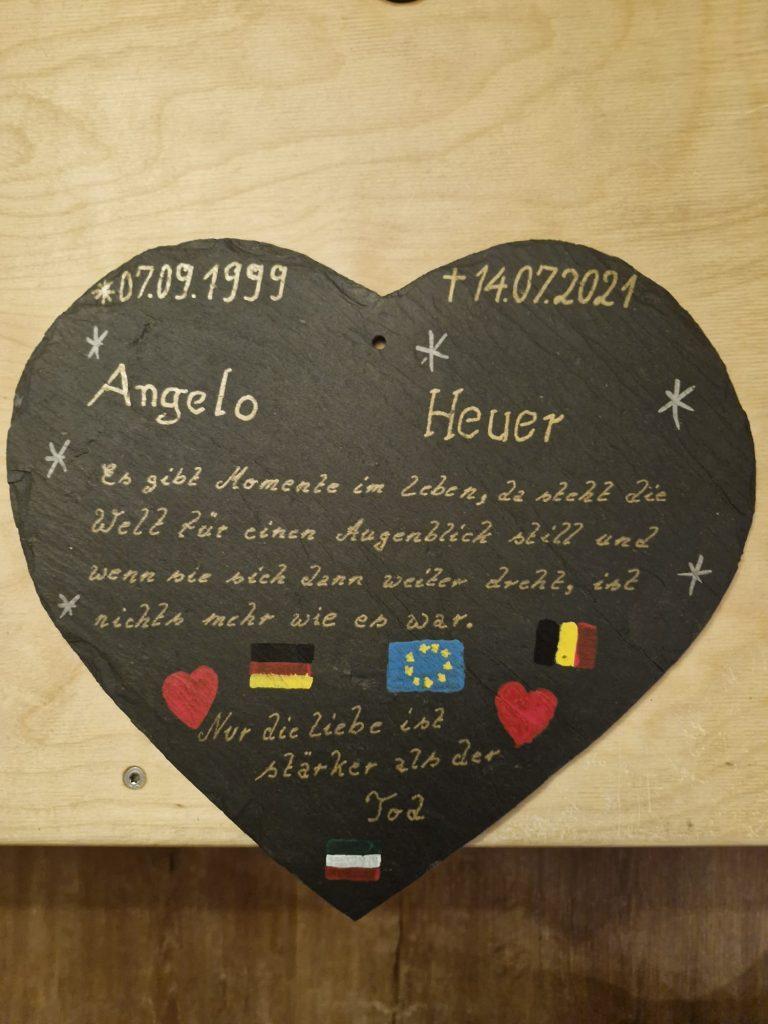 *07.09.1999
†14.07.2021
Angelo
Heuer
Es gibt Momente im Leben, da steht die
Welt für einen Augenblick still und
wenn sie sich dann weiter dreht, ist
nichts mehr wie es war.
Nur die Liebe ist
stärker als der
Tod